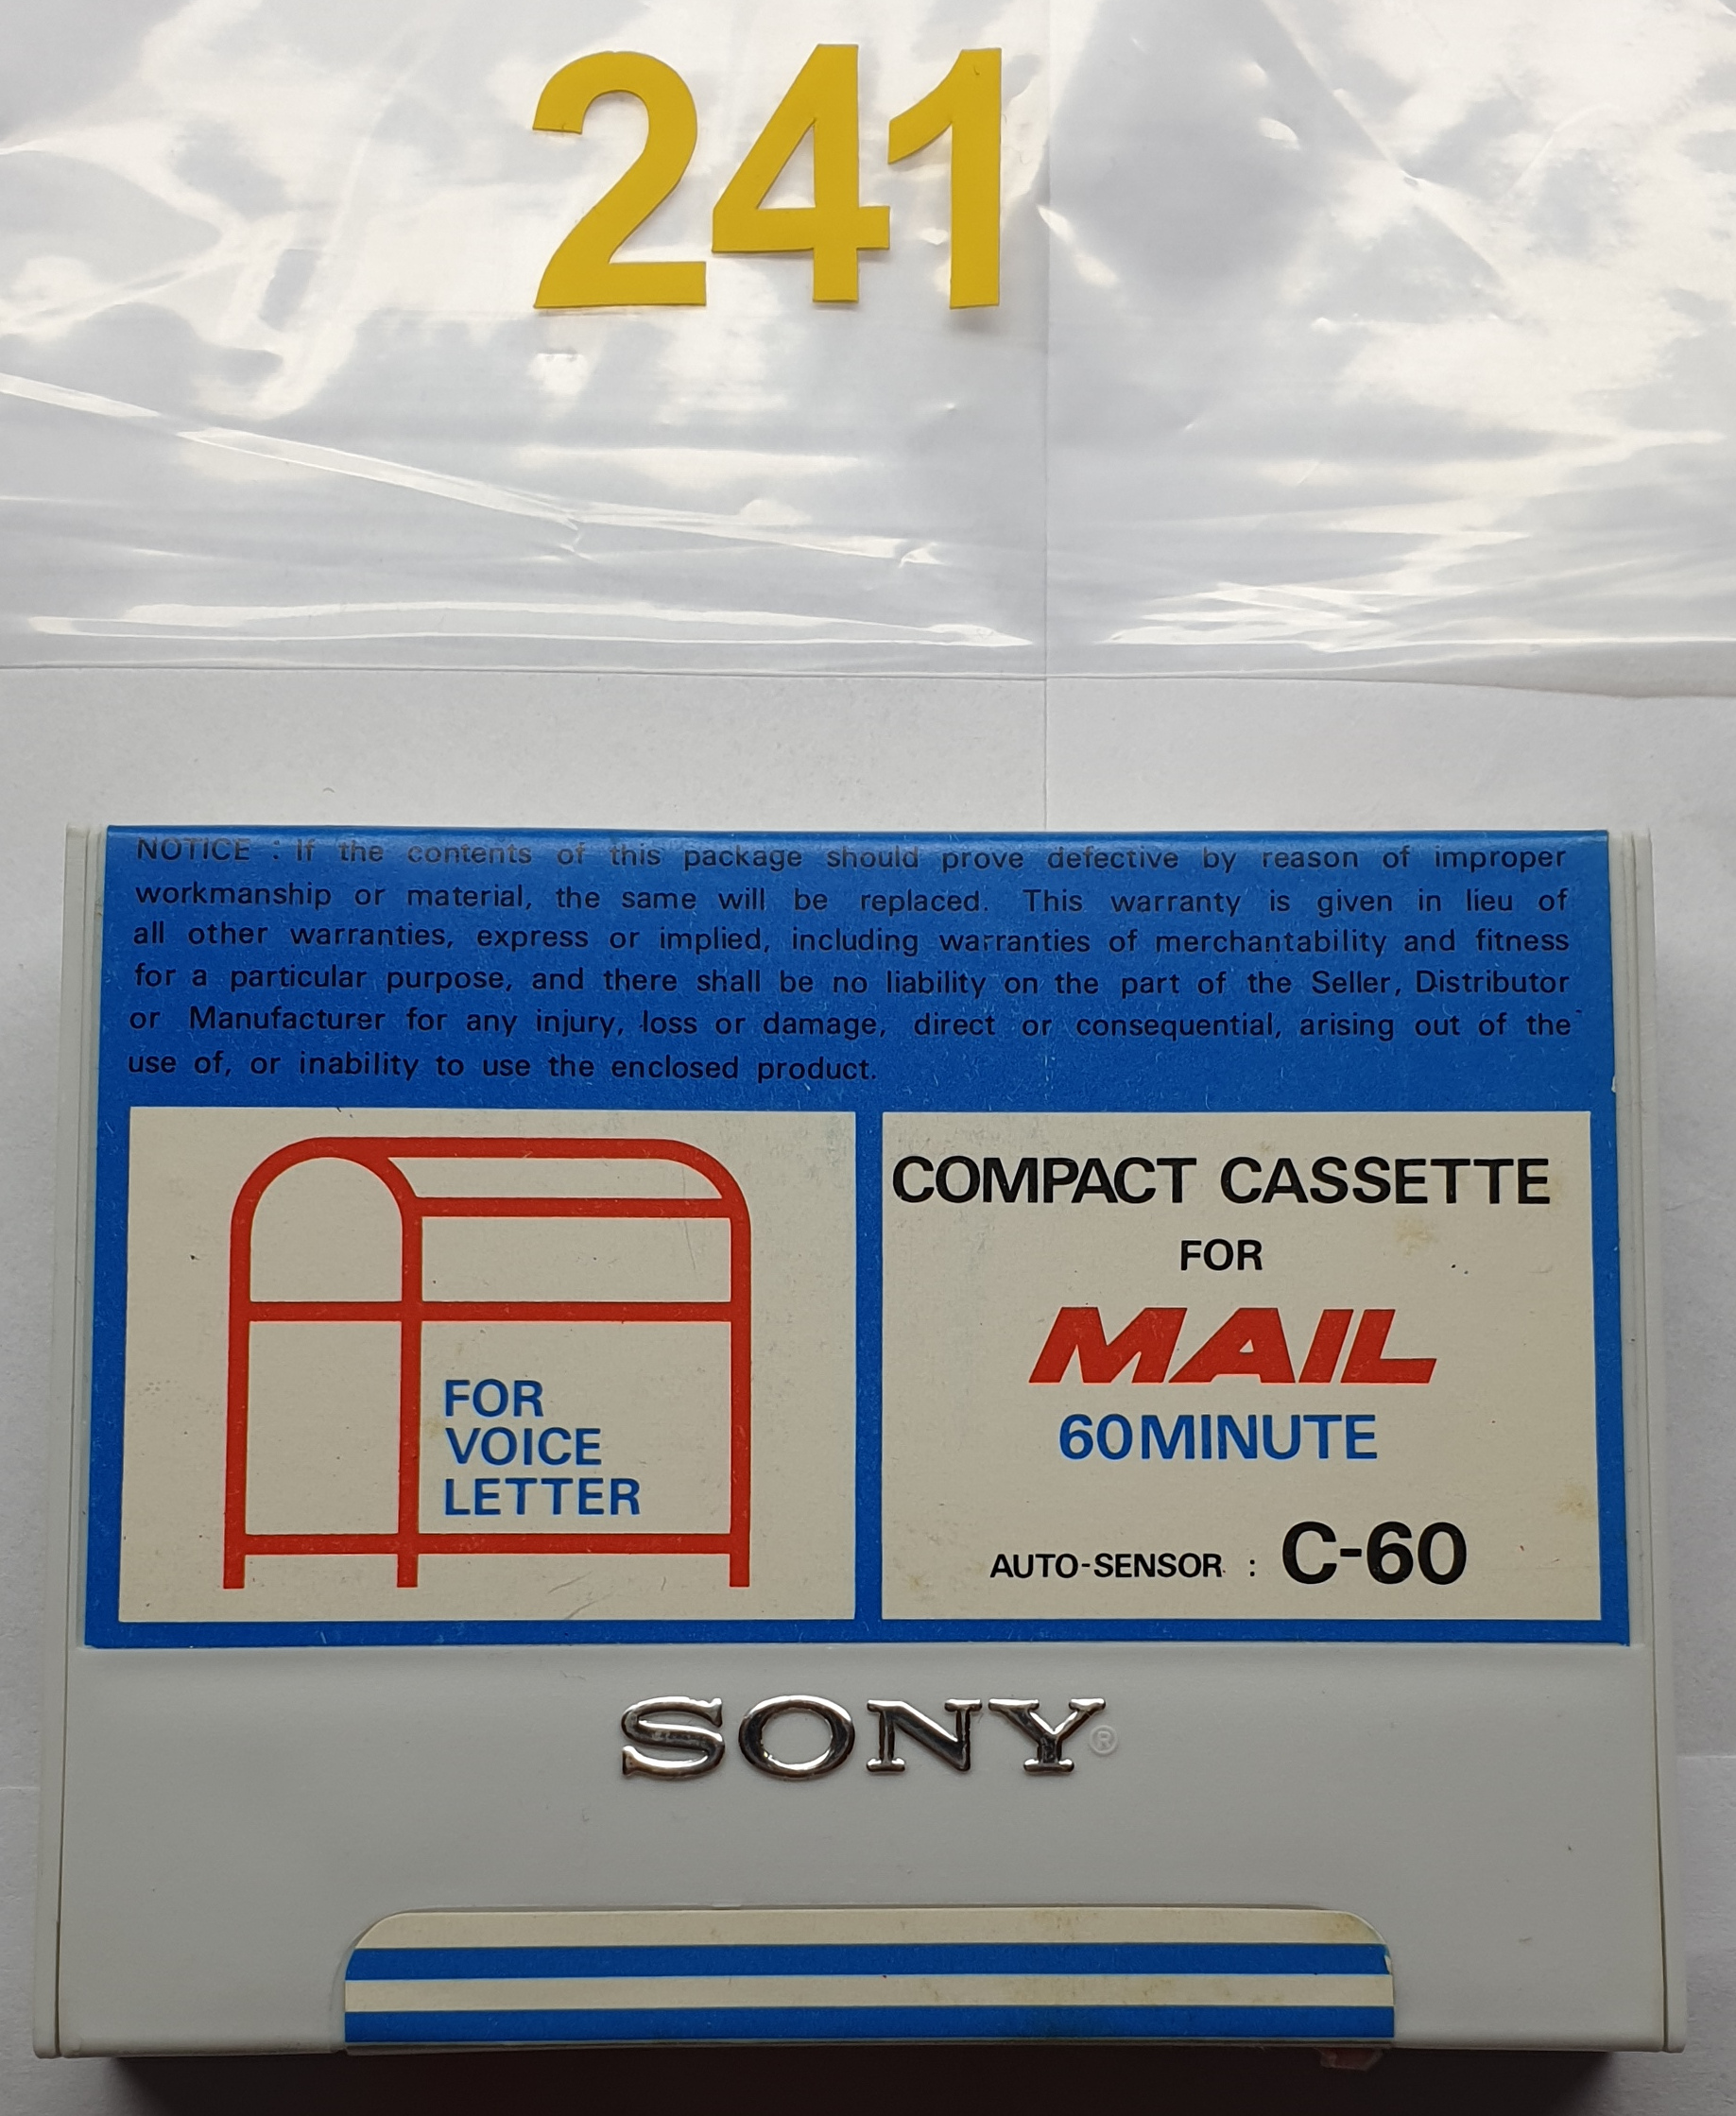 241
NOTICE : If the contents of this package should prove defective by reason of improper
workmanship or material, the same will be replaced. This warranty is given in lieu of
all other warranties, express or implied, including warranties of merchantability and fitness
for a particular purpose, and there shall be no liability on the part of the Seller, Distributor
or Manufacturer for any injury, loss or damage, direct or consequential, arising out of the
use of, or inability to use the enclosed product.
FOR
VOICE
LETTER
COMPACT CASSETTE
FOR
MAIL
60MINUTE
AUTO-SENSOR : C-60
SONY®